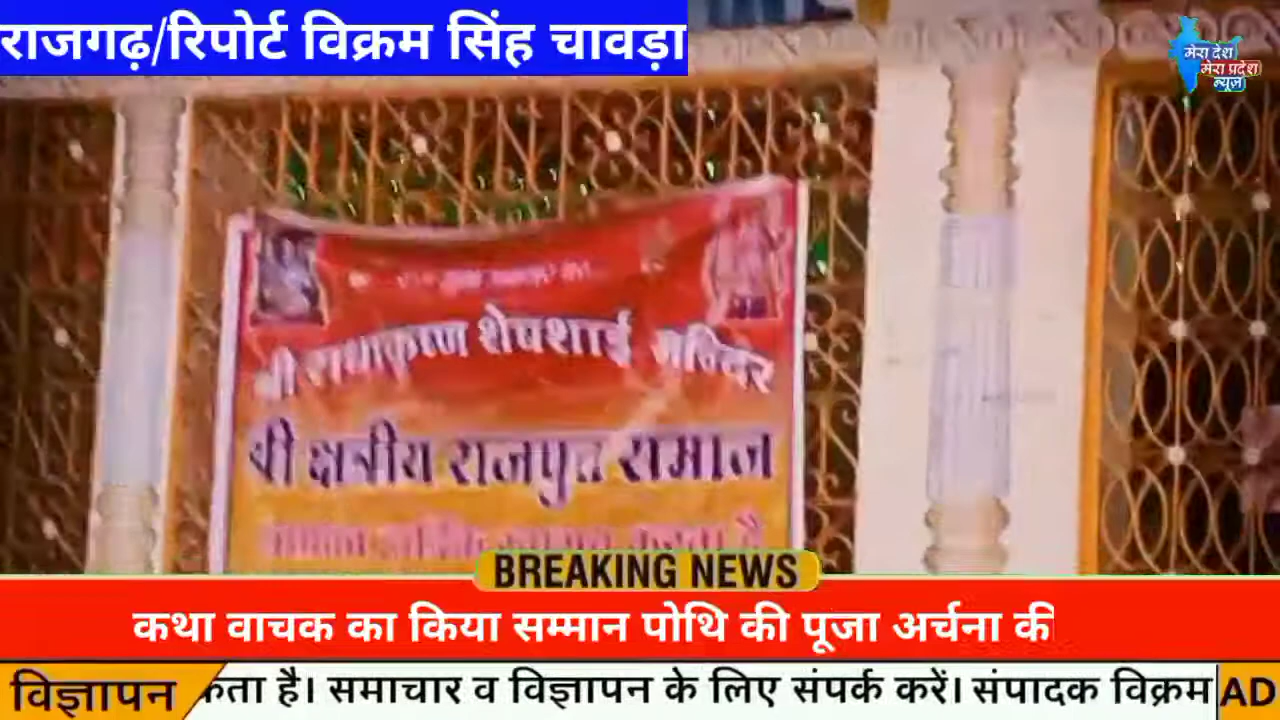 राजगढ़/रिपोर्ट विक्रम सिंह चावड़ा
मेरा देश
मेरा प्रदेश
न्यूज़
श्री राधाकृष्ण शेषशाई मन्दिर
श्री क्षत्रीय राजपुत समाज
BREAKING NEWS
कथा वाचक का किया सम्मान पोथि की पूजा अर्चना की
विज्ञापन
कता है। समाचार व विज्ञापन के लिए संपर्क करें। संपादक विक्रम
AD